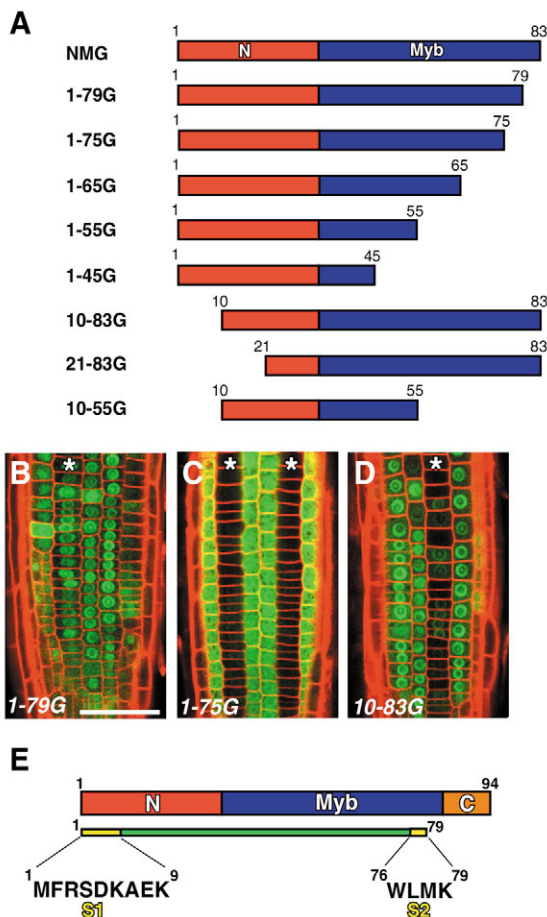 A
1 83
NMG N Myb
1 79
1-79G
1 75
1-75G
1 65
1-65G
1 55
1-55G
1 45
1-45G
10 83
10-83G
21 83
21-83G
10 55
10-55G
B * C * * D *
1-79G 1-75G 10-83G
E
1 94
N Myb C
1 79
1 9 76 79
MFRSDKAEK WLMK
S1 S2